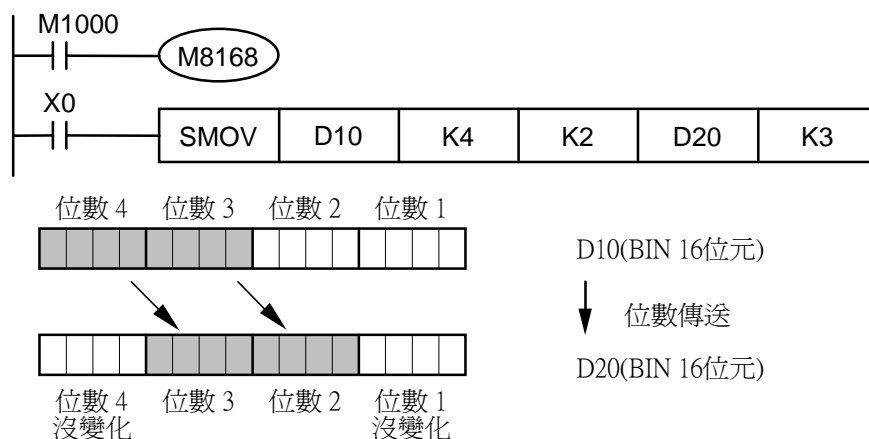 M1000
M8168
X0
SMOV D10 K4 K2 D20 K3
位數 4 位數 3 位數 2 位數 1
D10(BIN 16位元)
位數傳送
D20(BIN 16位元)
位數 4 位數 3 位數 2 位數 1
沒變化 沒變化